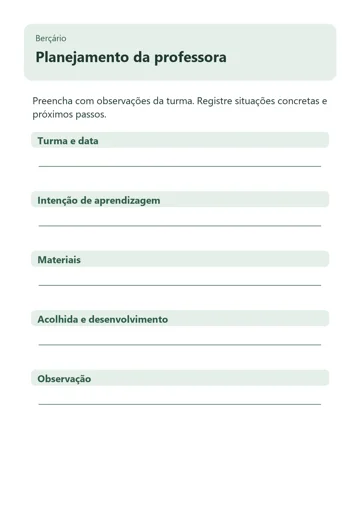 Berçário
Planejamento da professora
Preencha com observações da turma. Registre situações concretas e
próximos passos.
Turma e data
Intenção de aprendizagem
Materiais
Acolhida e desenvolvimento
Observação